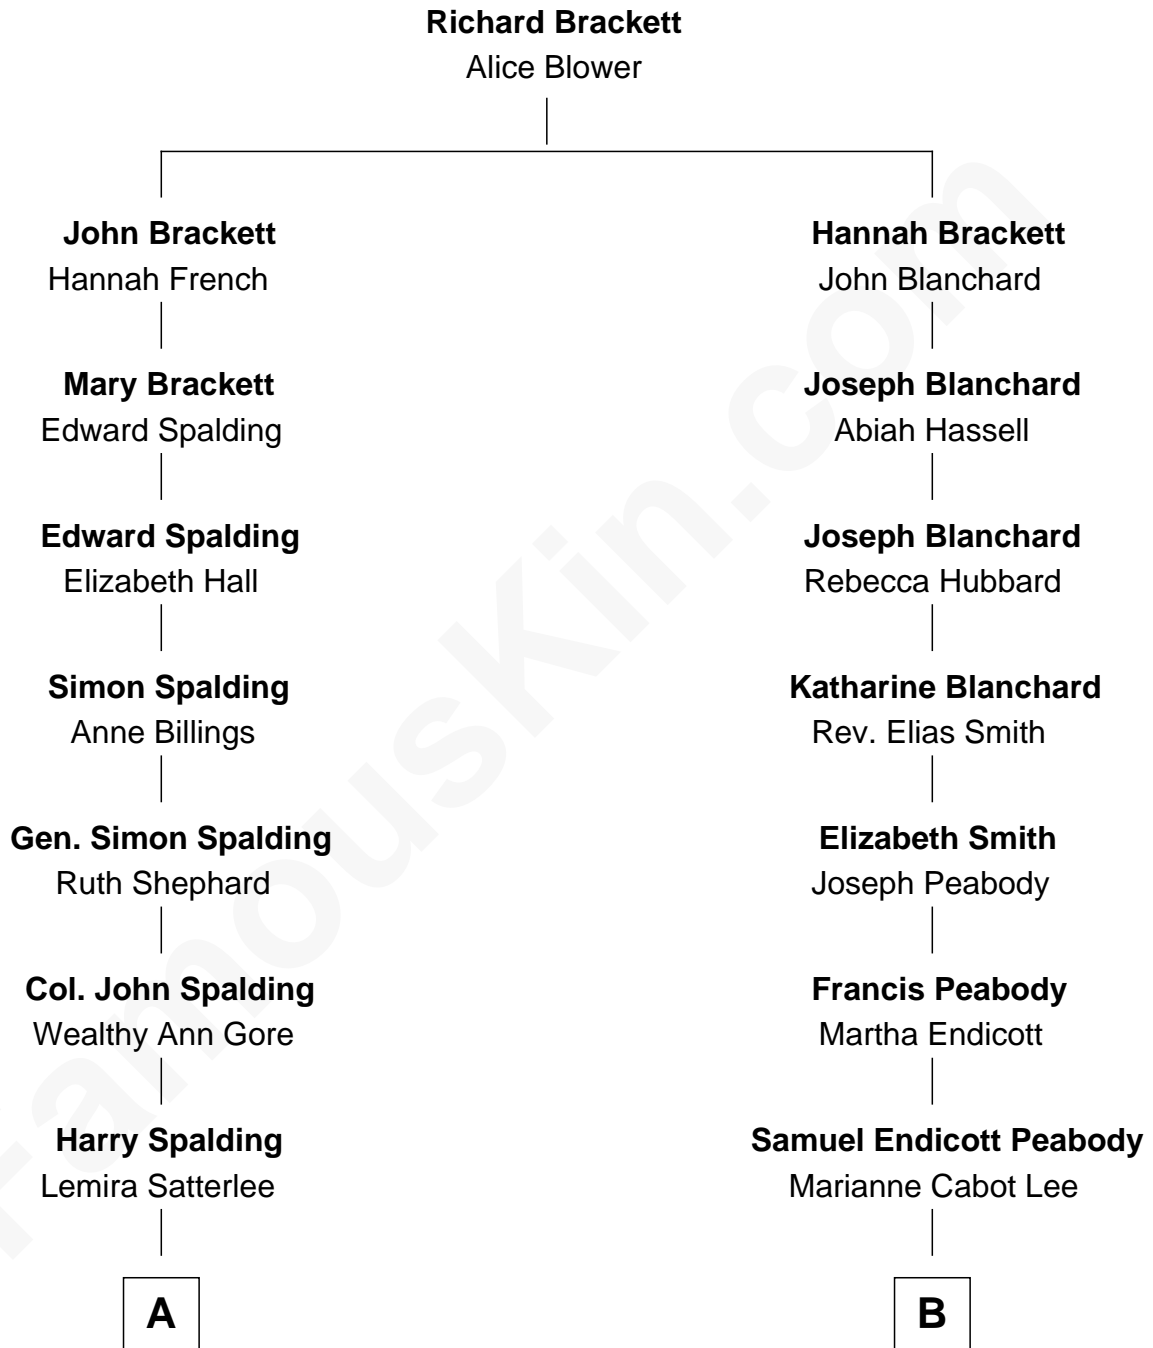 Richard Brackett
Alice Blower
John Brackett
Hannah French
Hannah Brackett
John Blanchard
Mary Brackett
Edward Spalding
Joseph Blanchard
Abiah Hassell
Edward Spalding
Elizabeth Hall
Joseph Blanchard
Rebecca Hubbard
Simon Spalding
Anne Billings
Katharine Blanchard
Rev. Elias Smith
Gen. Simon Spalding
Ruth Shephard
Elizabeth Smith
Joseph Peabody
Col. John Spalding
Wealthy Ann Gore
Francis Peabody
Martha Endicott
Harry Spalding
Lemira Satterlee
Samuel Endicott Peabody
Marianne Cabot Lee
A
B
FamousKin.com